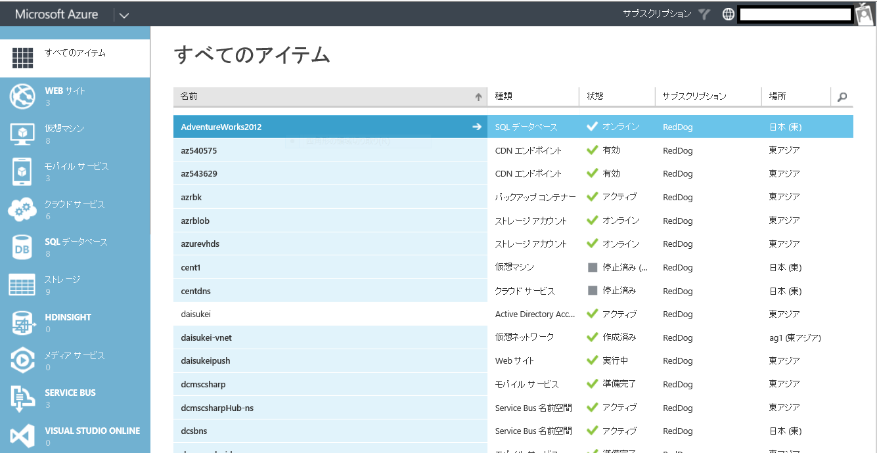 Microsoft Azure
サブスクリプション
すべてのアイテム
WEB サイト
3
仮想マシン
8
モバイル サービス
3
クラウド サービス
6
SQL データベース
0
ストレージ
9
HDINSIGHT
0
メディア サービス
0
SERVICE BUS
3
VISUAL STUDIO ONLINE
0
すべてのアイテム
名前 種類 状態 サブスクリプション 場所
AdventureWorks2012 SQL データベース オンライン RedDog 日本 (東)
az540575 CDN エンドポイント 有効 RedDog 東アジア
az543629 CDN エンドポイント 有効 RedDog 東アジア
azrbk バックアップ コンテナー アクティブ RedDog 東アジア
azrblob ストレージ アカウント オンライン RedDog 東アジア
azurevhds ストレージ アカウント オンライン RedDog 東アジア
cent1 仮想マシン 停止済み (... RedDog 日本 (東)
centdns クラウド サービス 停止済み RedDog 日本 (東)
daisukei Active Directory Acc... アクティブ RedDog 東アジア
daisukei-vnet 仮想ネットワーク 作成済み RedDog ag1 (東アジア)
daisukeipush Web サイト 実行中 RedDog 東アジア
dcmscsharp モバイル サービス 準備完了 RedDog 東アジア
dcmscsharpHub-ns Service Bus 名前空間 アクティブ RedDog 東アジア
dcsbns Service Bus 名前空間 アクティブ RedDog 日本 (東)